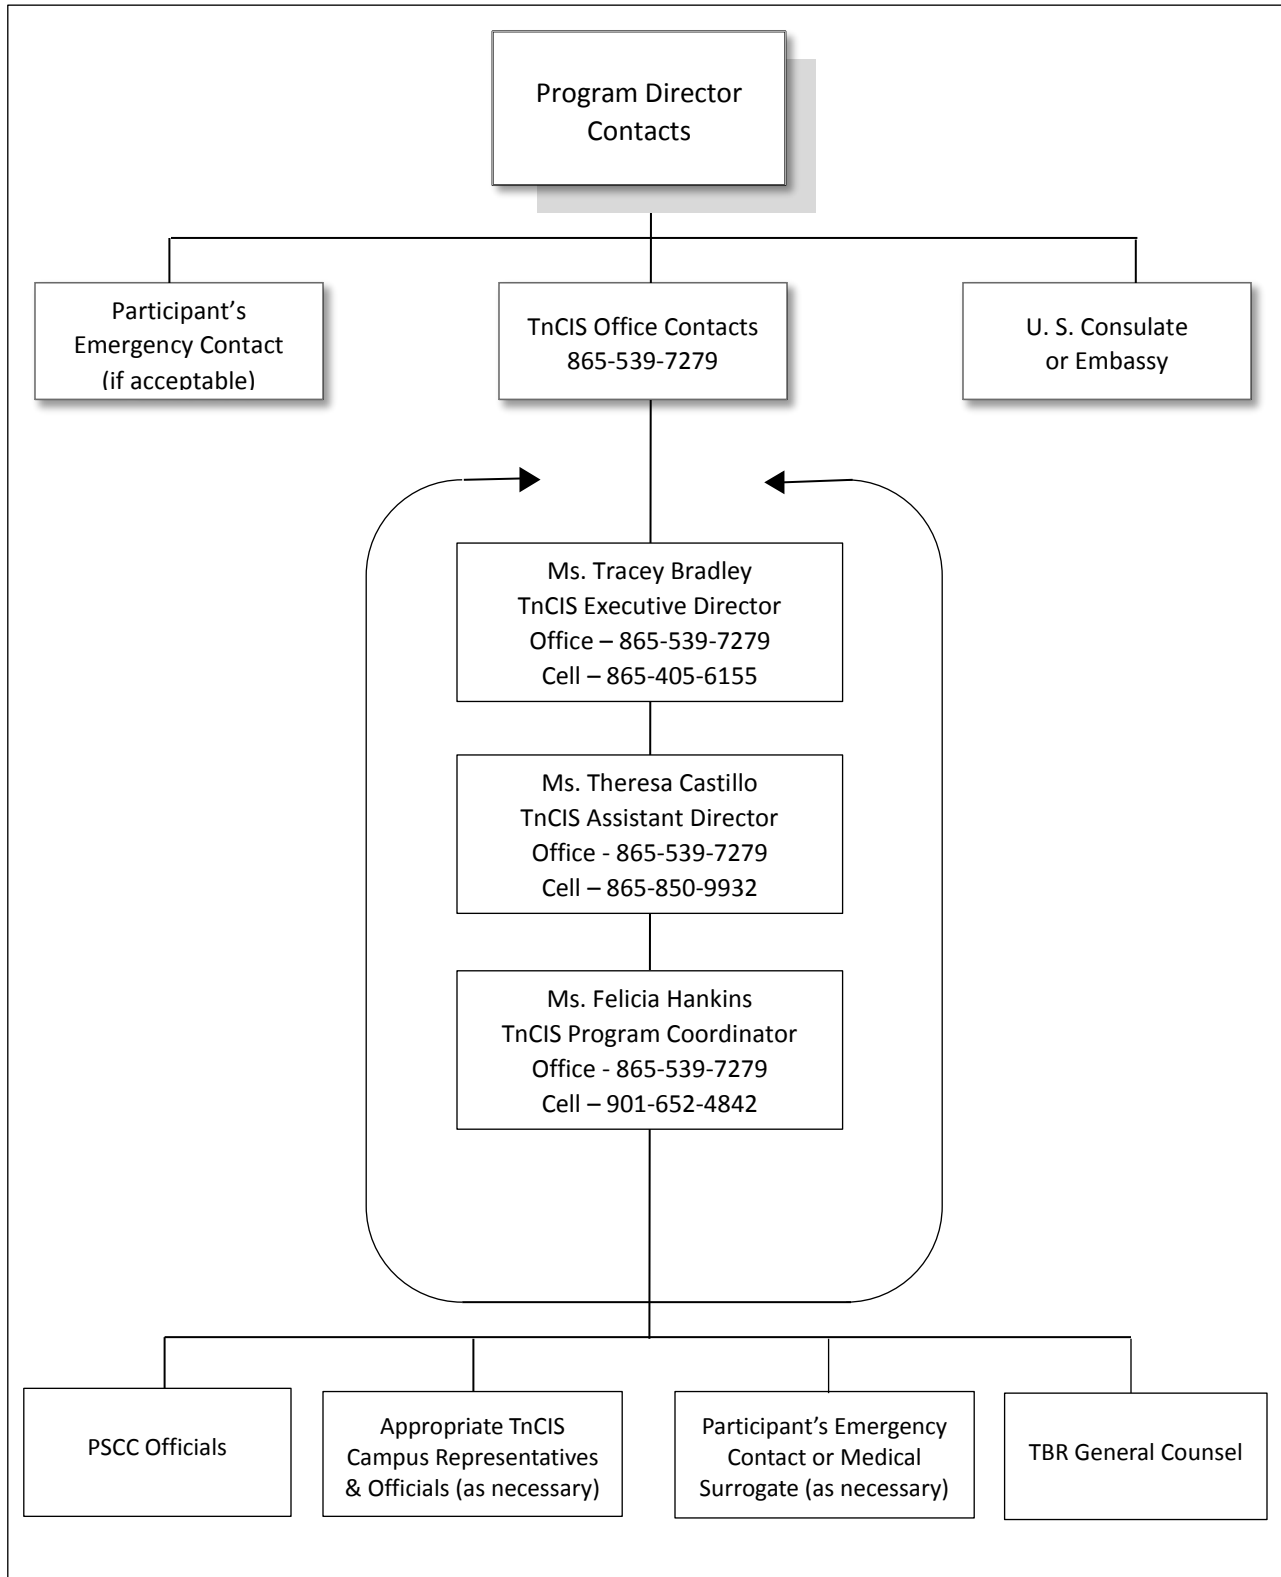 Program Director
Contacts
Participant’s
Emergency Contact
(if acceptable)
TnCIS Office Contacts
865-539-7279
U. S. Consulate
or Embassy
Ms. Tracey Bradley
TnCIS Executive Director
Office – 865-539-7279
Cell – 865-405-6155
Ms. Theresa Castillo
TnCIS Assistant Director
Office - 865-539-7279
Cell – 865-850-9932
Ms. Felicia Hankins
TnCIS Program Coordinator
Office - 865-539-7279
Cell – 901-652-4842
PSCC Officials
Appropriate TnCIS
Campus Representatives
& Officials (as necessary)
Participant’s Emergency
Contact or Medical
Surrogate (as necessary)
TBR General Counsel